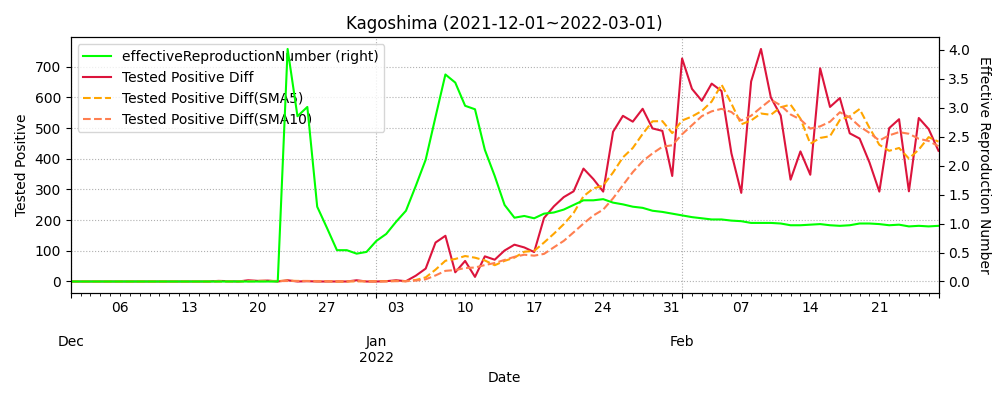 Kagoshima (2021-12-01~2022-03-01)
effectiveReproductionNumber (right)
Tested Positive Diff
Tested Positive Diff(SMA5)
Tested Positive Diff(SMA10)
Tested Positive
700
600
500
400
300
200
100
0
4.0
3.5
3.0
2.5
2.0
1.5
1.0
0.5
0.0
Effective Reproduction Number
06 13 20 27 03 10 17 24 31 07 14 21
Dec Jan Feb
2022
Date